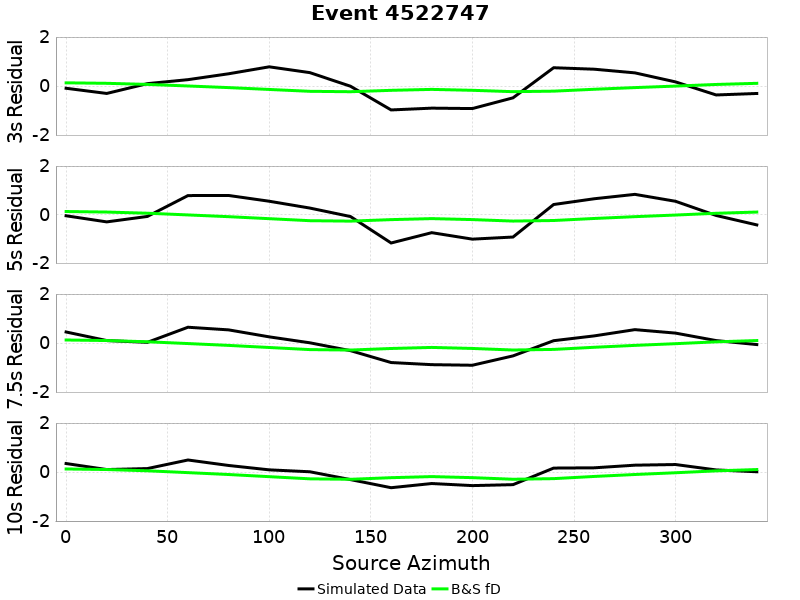 Event 4522747
3s Residual
2
0
-2
5s Residual
2
0
-2
7.5s Residual
2
0
-2
10s Residual
2
0
-2
0 50 100 150 200 250 300
Source Azimuth
Simulated Data B&S fD